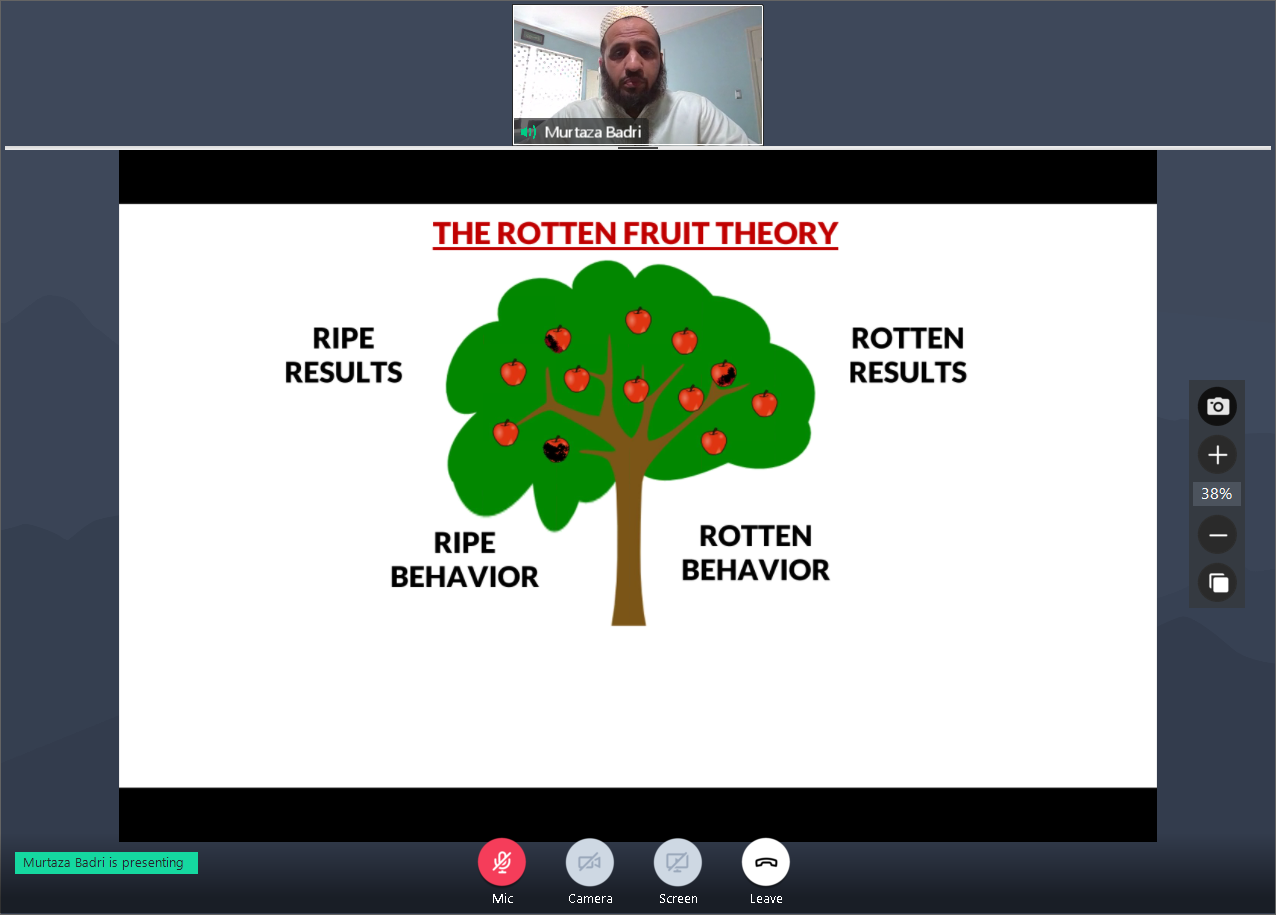 Murtaza Badri
THE ROTTEN FRUIT THEORY
RIPE
RESULTS
ROTTEN
RESULTS
RIPE
BEHAVIOR
ROTTEN
BEHAVIOR
38%
Murtaza Badri is presenting
Mic
Camera
Screen
Leave